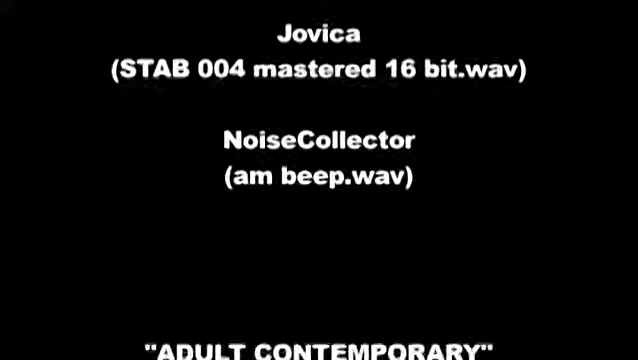 Jovica
(STAB 004 mastered 16 bit.wav)
NoiseCollector
(am beep.wav)
"ADULT CONTEMPORARY"